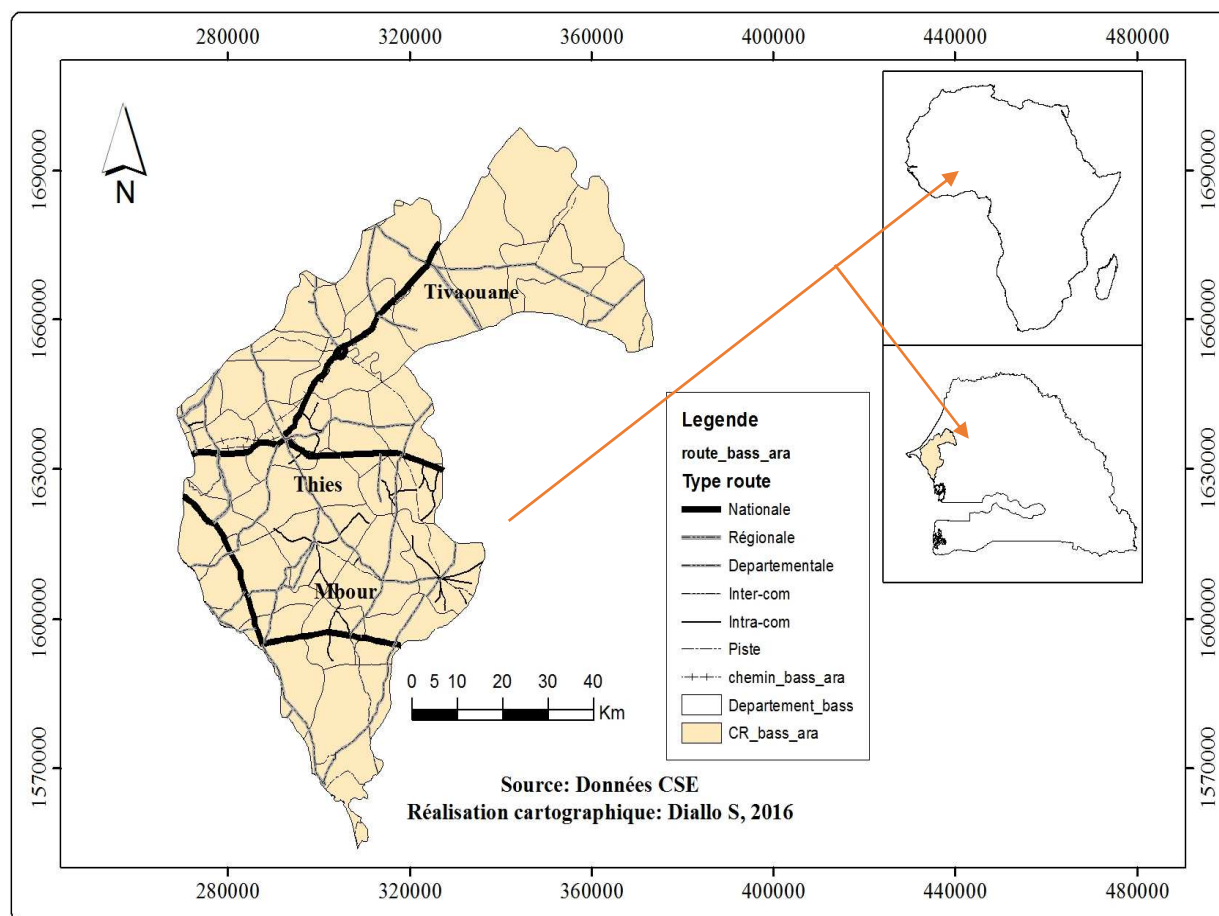 280000 320000 360000 400000 440000 480000
1690000
1690000
N
Tivaouane
1660000
1660000
Legende
route_bass_ara
Type route
Nationale
Régionale
Departementale
Inter-com
Intra-com
Piste
chemin_bass_ara
Departement_bass
CR_bass_ara
1630000
1630000
Thies
Mbour
1600000
1600000
0 5 10 20 30 40
Km
1570000
1570000
Source: Données CSE
Réalisation cartographique: Diallo S, 2016
280000 320000 360000 400000 440000 480000